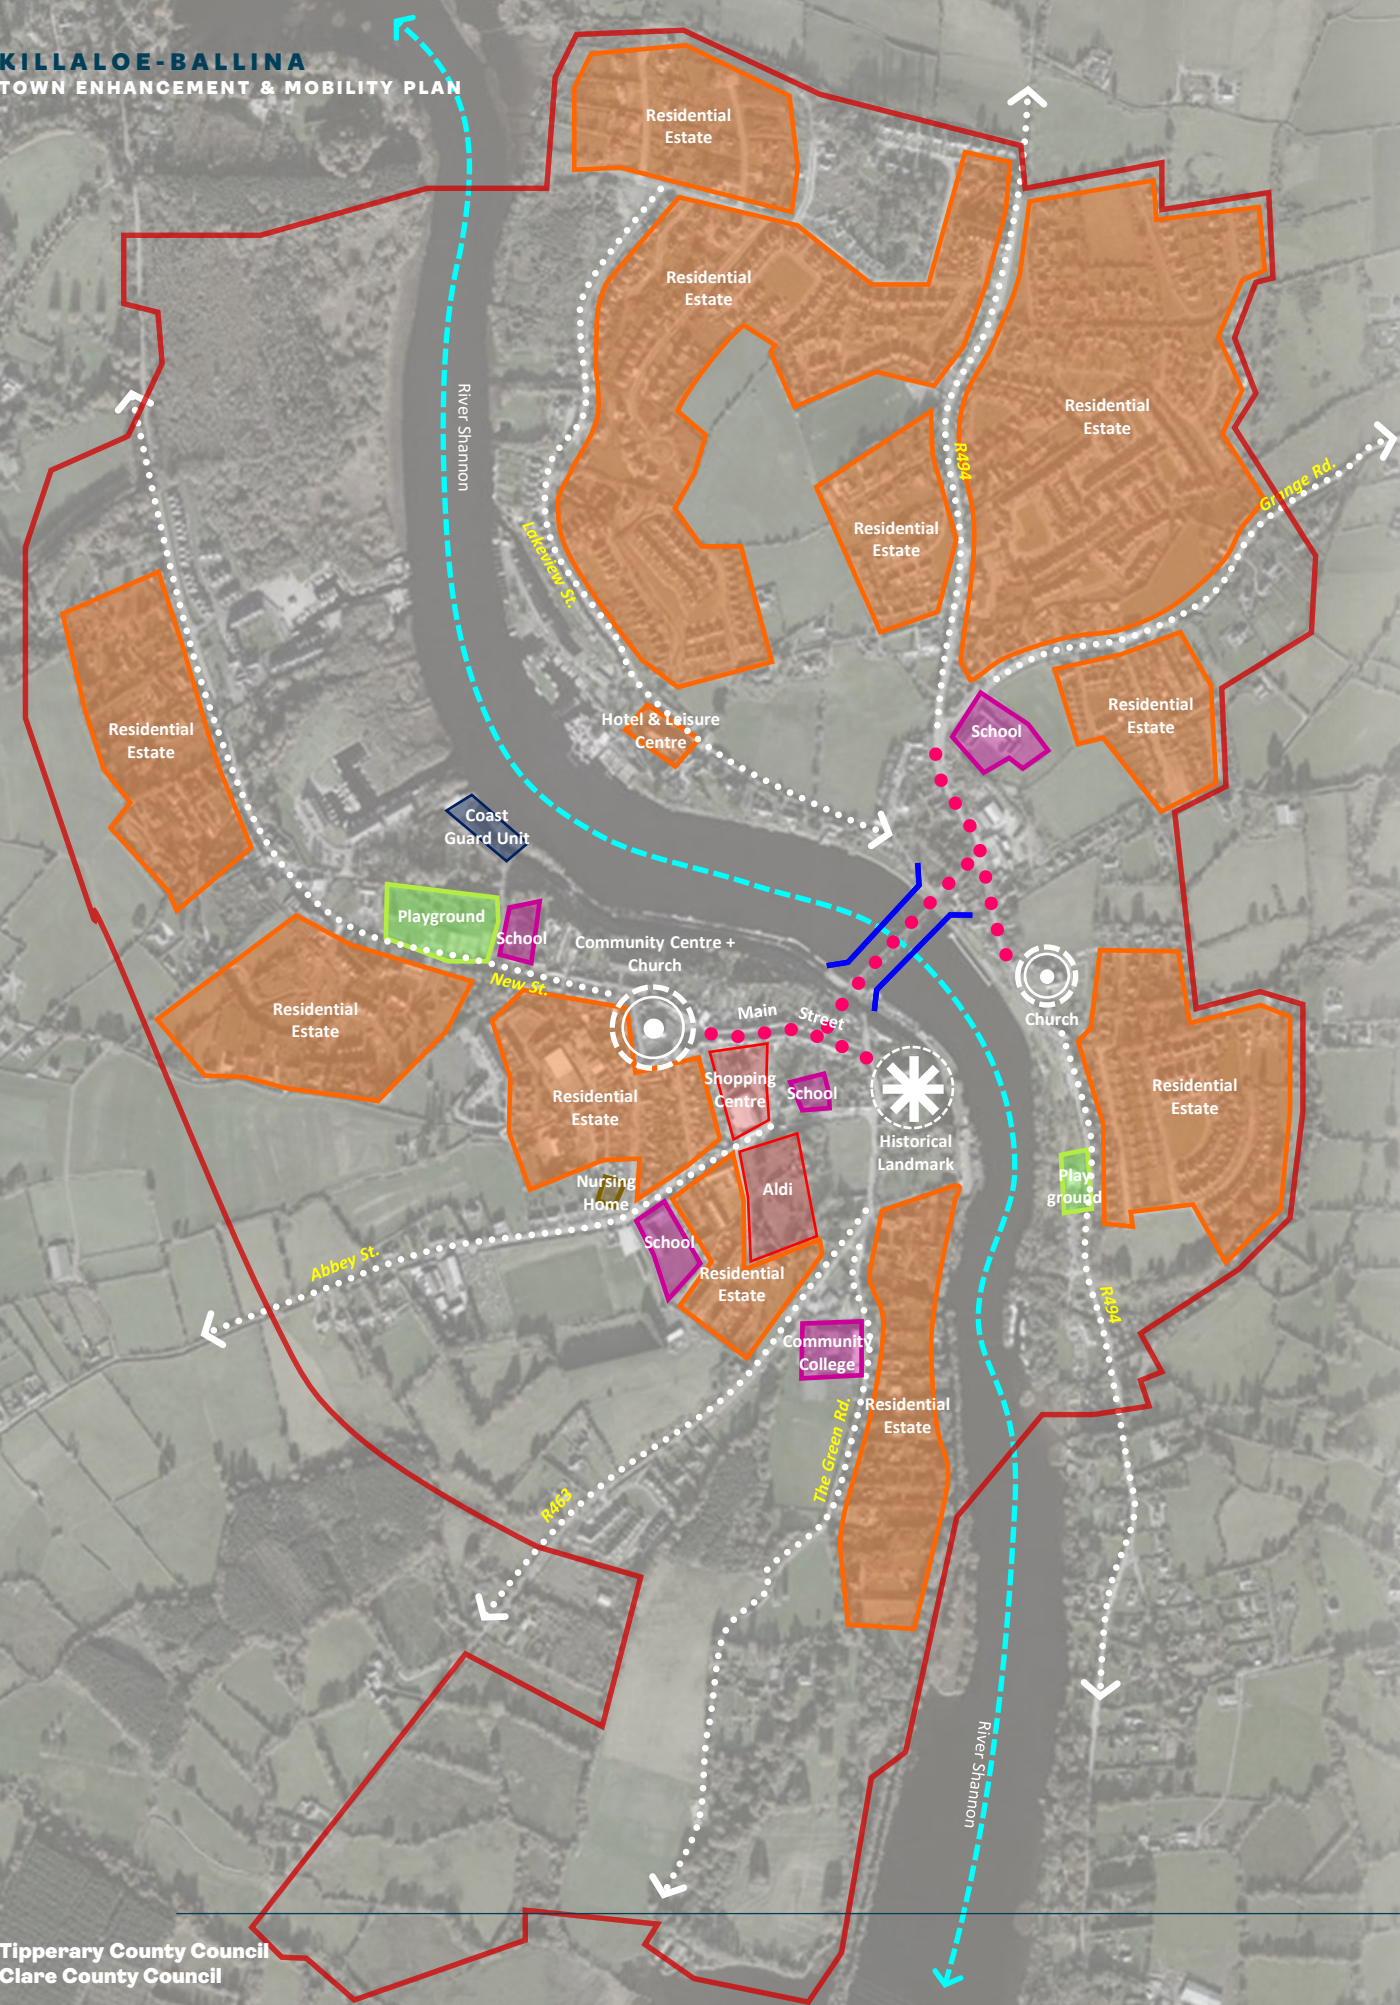 KILLALOE-BALLINA
TOWN ENHANCEMENT & MOBILITY PLAN
Residential
Estate
Residential
Estate
River Shannon
Residential
Estate
R494
Grange Rd.
Residential
Estate
Lakeview St.
Residential
Estate
Residential
Estate
Hotel & Leisure
Centre
School
Coast
Guard Unit
Playground
School
New St.
Community Centre +
Church
Residential
Estate
Main
Street
Church
Shopping
Centre
School
Residential
Estate
Residential
Estate
Historical
Landmark
Nursing
Home
Aldi
Play
ground
School
Abbey St.
Residential
Estate
R494
Community
College
The Green Rd.
Residential
Estate
R463
River Shannon
Tipperary County Council
Clare County Council